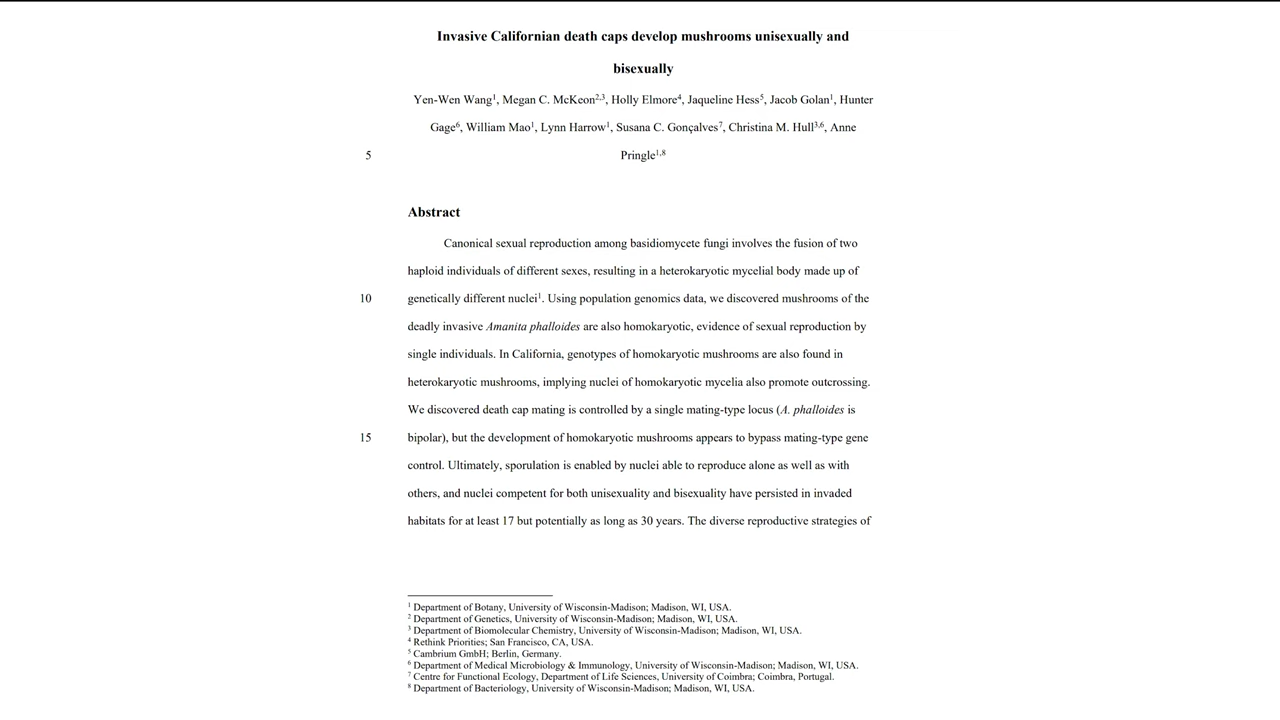 Invasive Californian death caps develop mushrooms unisexually and
bisexually
Yen-Wen Wang1, Megan C. McKeon2,3, Holly Elmore4, Jaqueline Hess5, Jacob Golan1, Hunter
Gage6, William Mao1, Lynn Harrow1, Susana C. Gonçalves7, Christina M. Hull3,6, Anne
5 Pringle1,8
Abstract
Canonical sexual reproduction among basidiomycete fungi involves the fusion of two
haploid individuals of different sexes, resulting in a heterokaryotic mycelial body made up of
10 genetically different nuclei1. Using population genomics data, we discovered mushrooms of the
deadly invasive Amanita phalloides are also homokaryotic, evidence of sexual reproduction by
single individuals. In California, genotypes of homokaryotic mushrooms are also found in
heterokaryotic mushrooms, implying nuclei of homokaryotic mycelia also promote outcrossing.
We discovered death cap mating is controlled by a single mating-type locus (A. phalloides is
15 bipolar), but the development of homokaryotic mushrooms appears to bypass mating-type gene
control. Ultimately, sporulation is enabled by nuclei able to reproduce alone as well as with
others, and nuclei competent for both unisexuality and bisexuality have persisted in invaded
habitats for at least 17 but potentially as long as 30 years. The diverse reproductive strategies of
1 Department of Botany, University of Wisconsin-Madison; Madison, WI, USA.
2 Department of Genetics, University of Wisconsin-Madison; Madison, WI, USA.
3 Department of Biomolecular Chemistry, University of Wisconsin-Madison; Madison, WI, USA.
4 Rethink Priorities; San Francisco, CA, USA.
5 Cambrium GmbH; Berlin, Germany.
6 Department of Medical Microbiology & Immunology, University of Wisconsin-Madison; Madison, WI, USA.
7 Centre for Functional Ecology, Department of Life Sciences, University of Coimbra; Coimbra, Portugal.
8 Department of Bacteriology, University of Wisconsin-Madison; Madison, WI, USA.